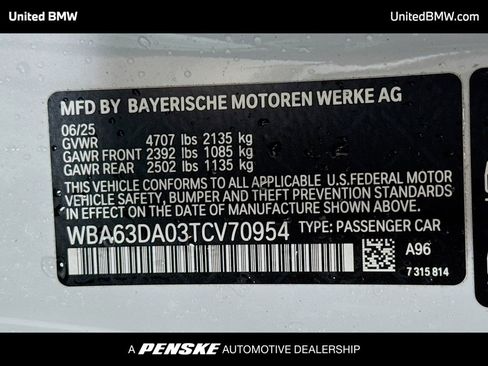 United BMW
UnitedBMW.com
MFD BY BAYERISCHE MOTOREN WERKE AG
06/25
GVWR 4707 lbs 2135 kg
GAWR FRONT 2392 lbs 1085 kg
GAWR REAR 2502 lbs 1135 kg
THIS VEHICLE CONFORMS TO ALL APPLICABLE U.S.FEDERAL MOTOR
VEHICLE SAFETY, BUMPER AND THEFT PREVENTION STANDARDS
IN EFFECT ON THE DATE OF MANUFACTURE SHOWN ABOVE.
WBA63DA03TCV70954 TYPE: PASSENGER CAR
A96
7 315 814
A PENSKE AUTOMOTIVE DEALERSHIP